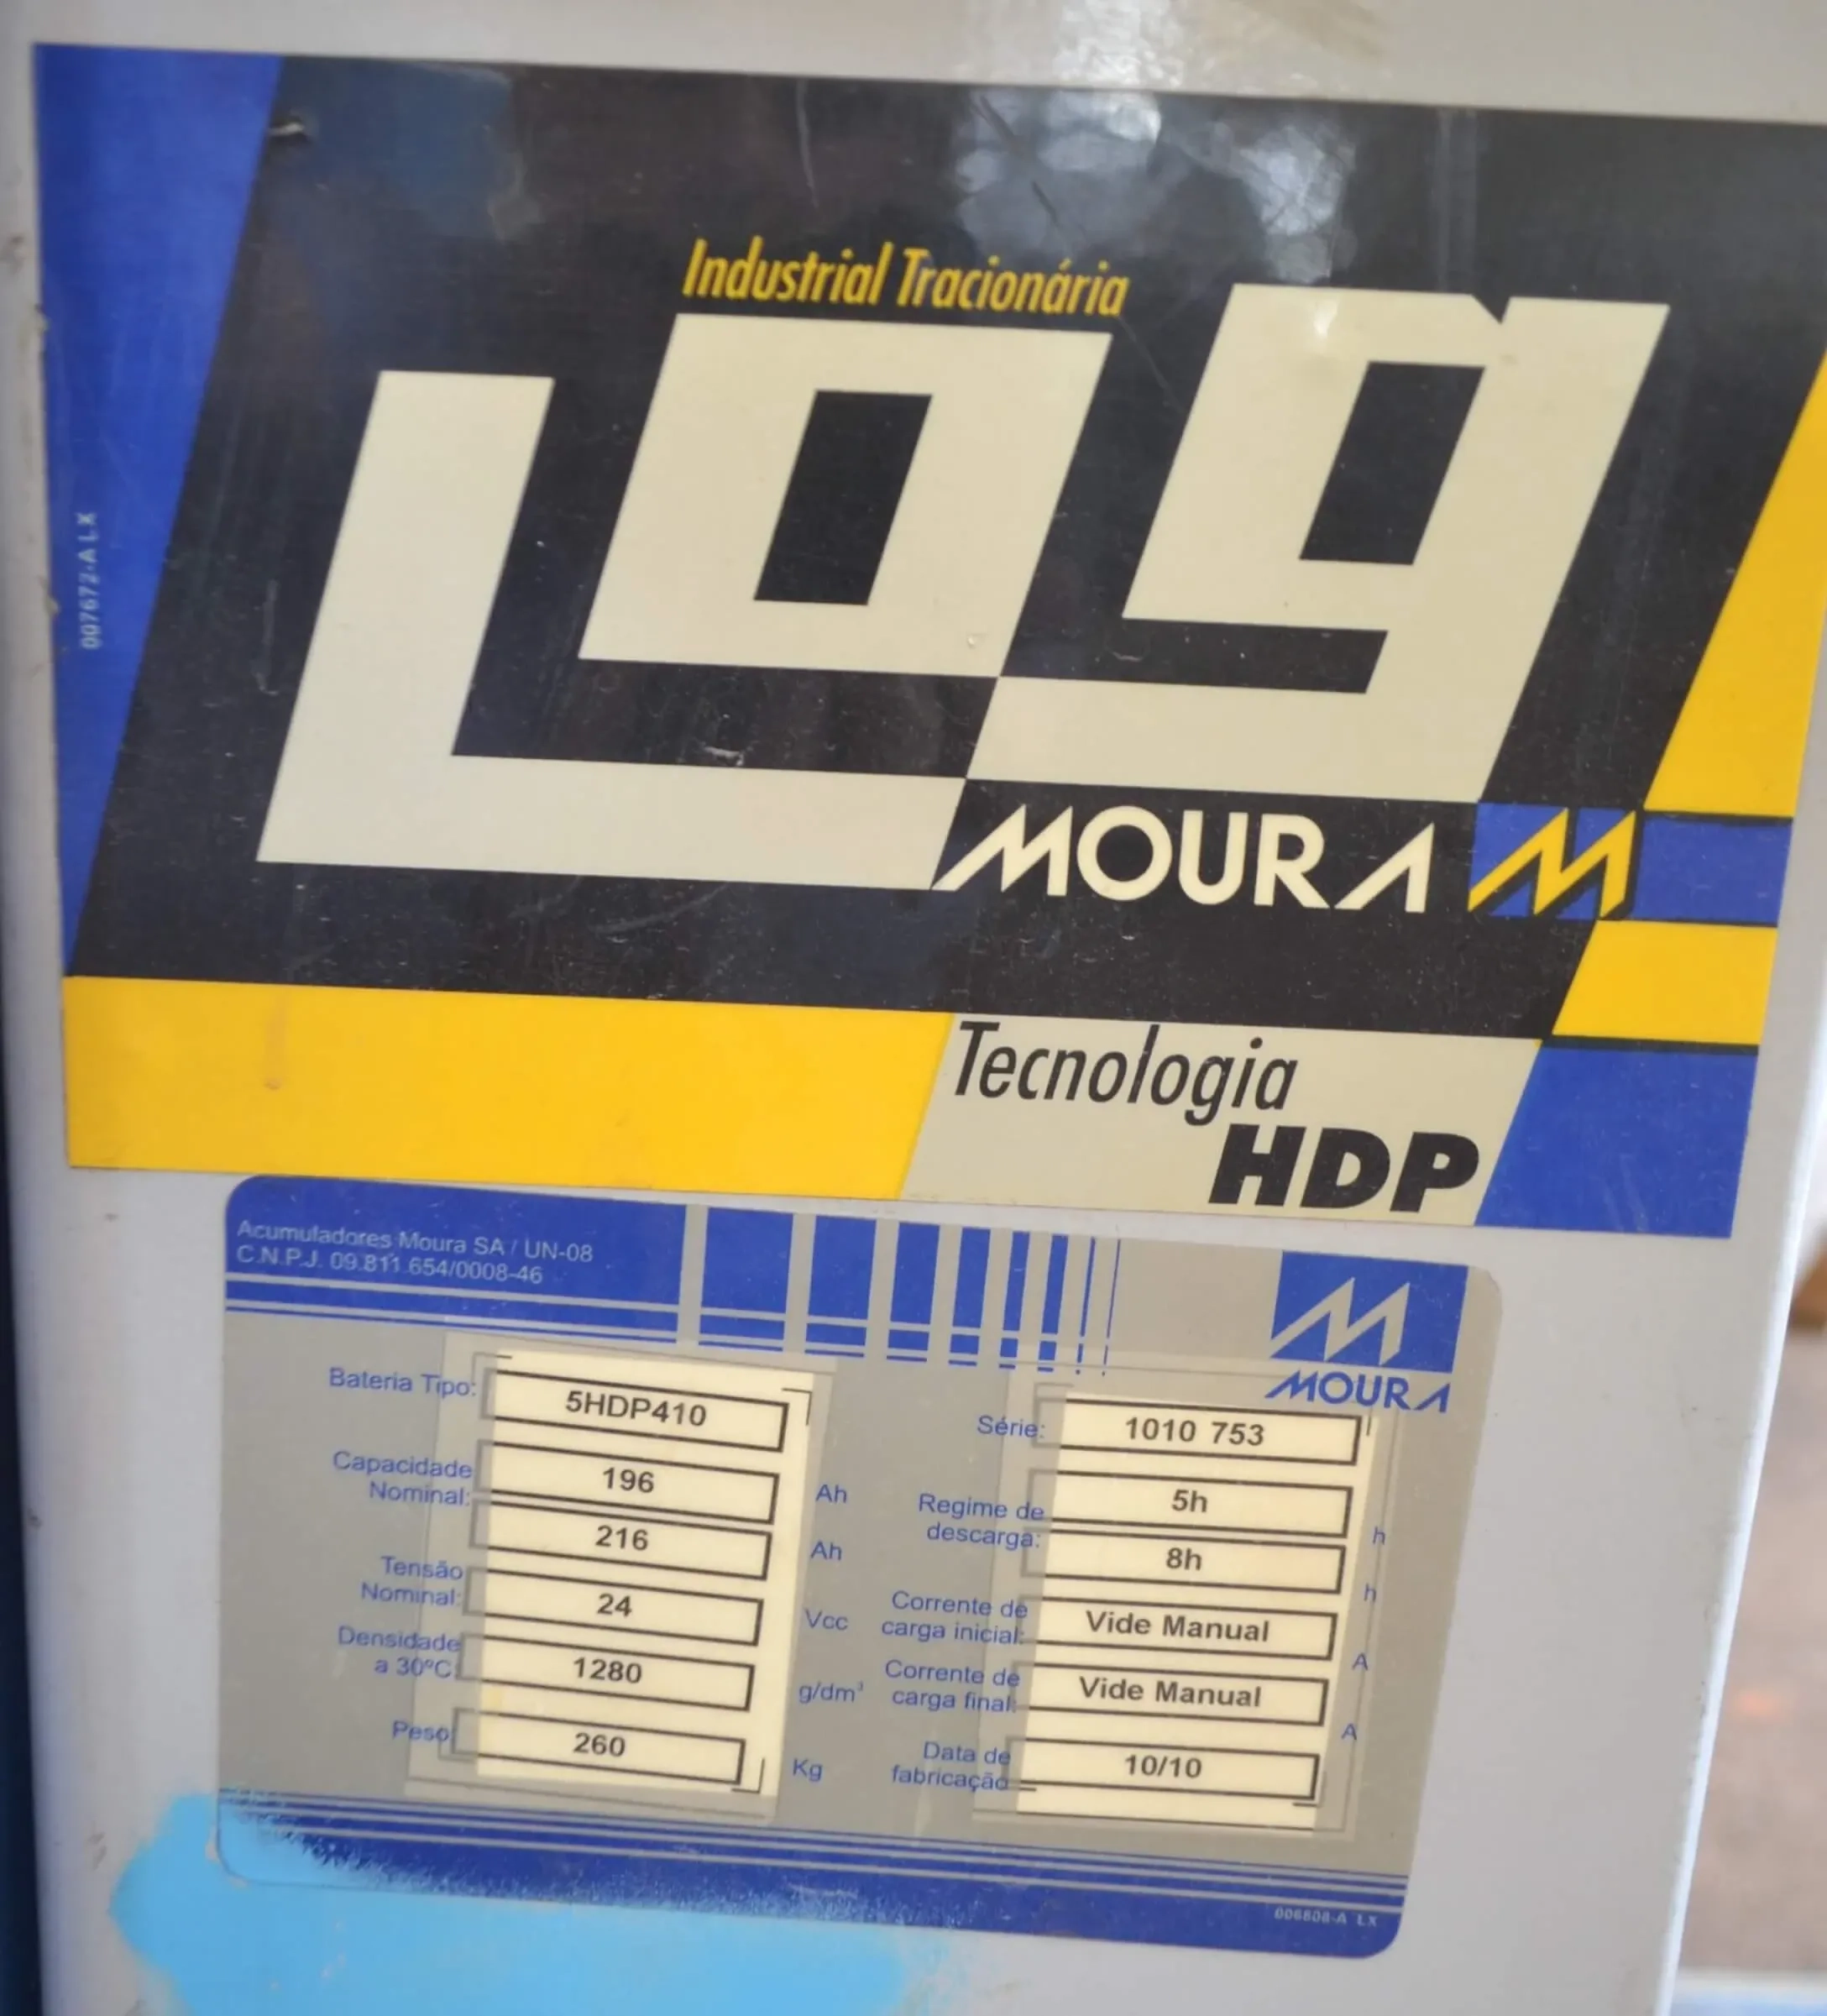 Industrial Tracionária
Log
MOURA
Tecnologia
HDP
007672-A LX
Acumuladores Moura SA / UN-08
C.N.P.J. 09.811.654/0008-46
MOURA
Bateria Tipo: 5HDP410
Capacidade
Nominal: 196 Ah
216 Ah
Tensão
Nominal: 24 Vcc
Densidade
a 30ºC: 1280 g/dm³
Peso: 260 Kg
Série: 1010 753
Regime de
descarga: 5h h
8h h
Corrente de
carga inicial: Vide Manual A
Corrente de
carga final: Vide Manual A
Data de
fabricação 10/10
006808-A LX